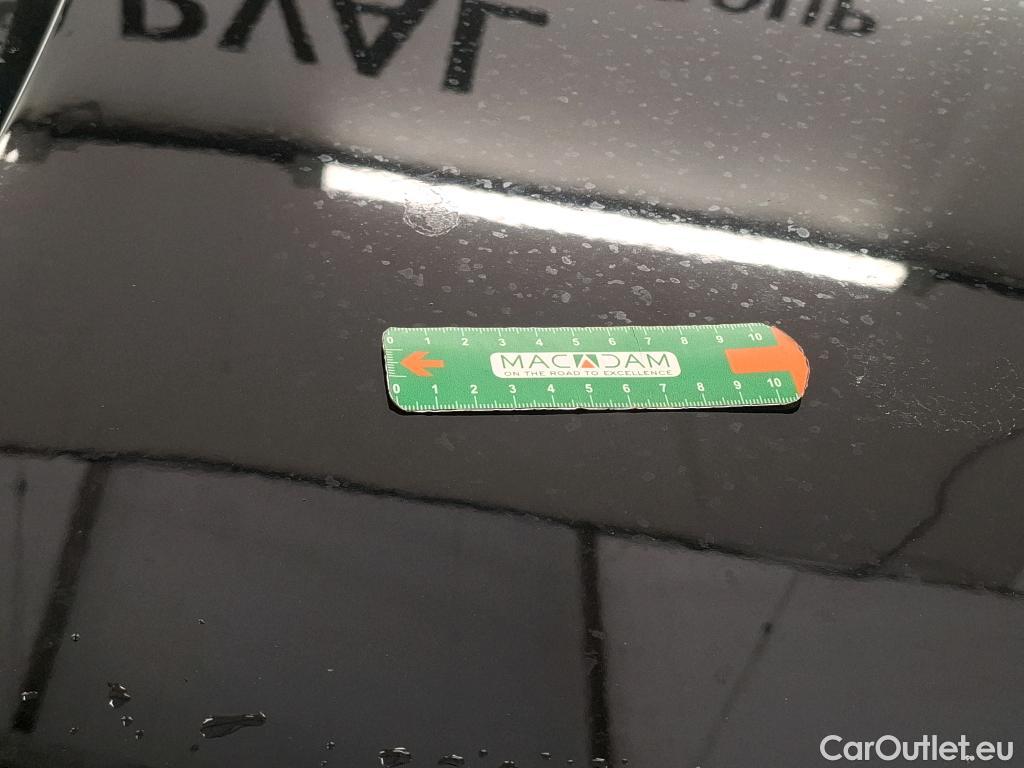 0 1 2 3 4 5 6 7 8 9 10
MACADAM
ON THE ROAD TO EXCELLENCE
0 1 2 3 4 5 6 7 8 9 10
CarOutlet.eu